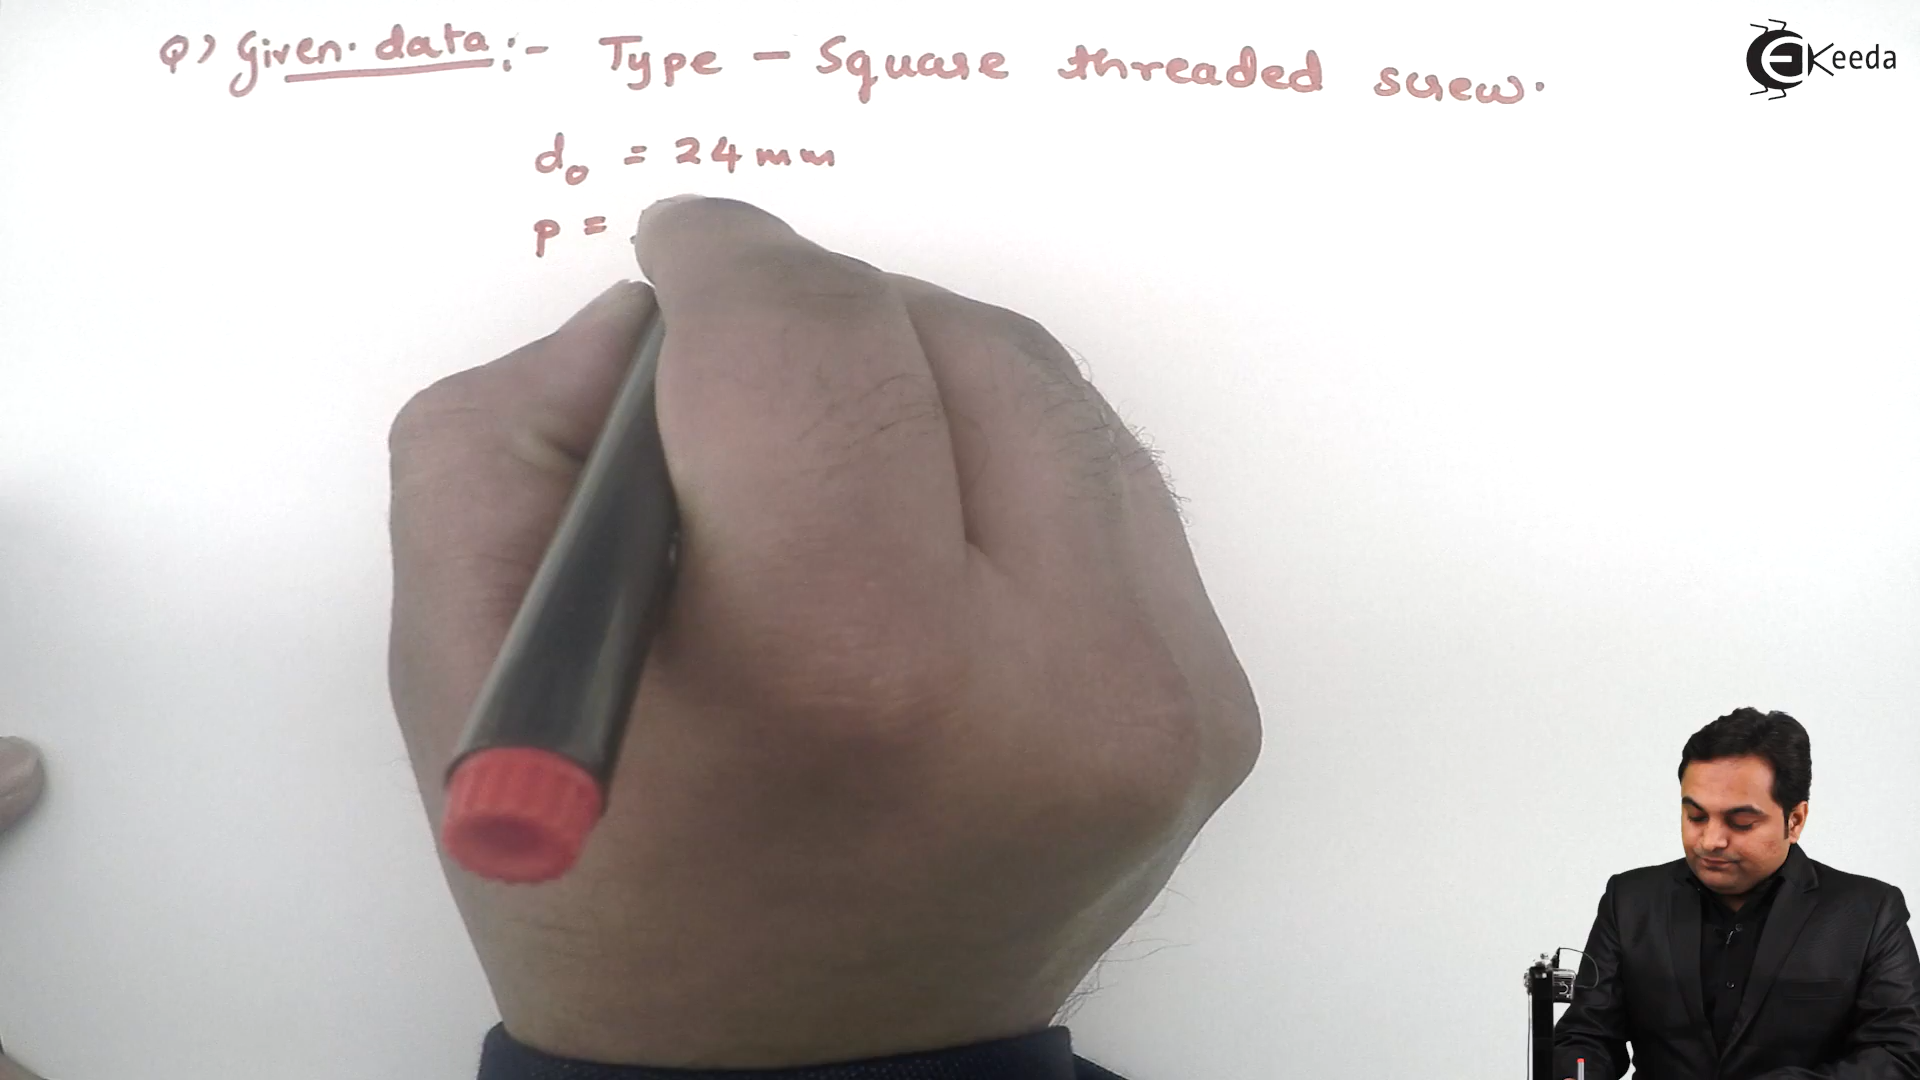 Q) Given data :- Type - Square threaded screw.
EKeeda
d₀ = 24 mm
p =